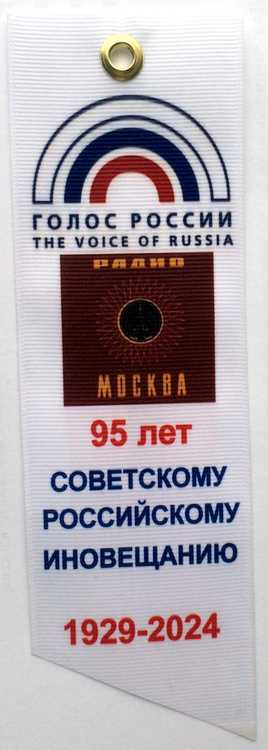 ГОЛОС РОССИИ
THE VOICE OF RUSSIA
РАДИО
МОСКВА
95 лет
СОВЕТСКОМУ
РОССИЙСКОМУ
ИНОВЕЩАНИЮ
1929-2024